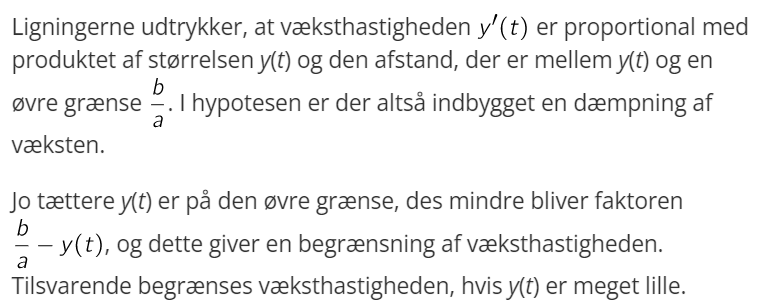 Ligningerne udtrykker, at væksthastigheden y′(t) er proportional med
produktet af størrelsen y(t) og den afstand, der er mellem y(t) og en
øvre grænse b/a. I hypotesen er der altså indbygget en dæmpning af
væksten.
Jo tættere y(t) er på den øvre grænse, des mindre bliver faktoren
b/a − y(t), og dette giver en begrænsning af væksthastigheden.
Tilsvarende begrænses væksthastigheden, hvis y(t) er meget lille.